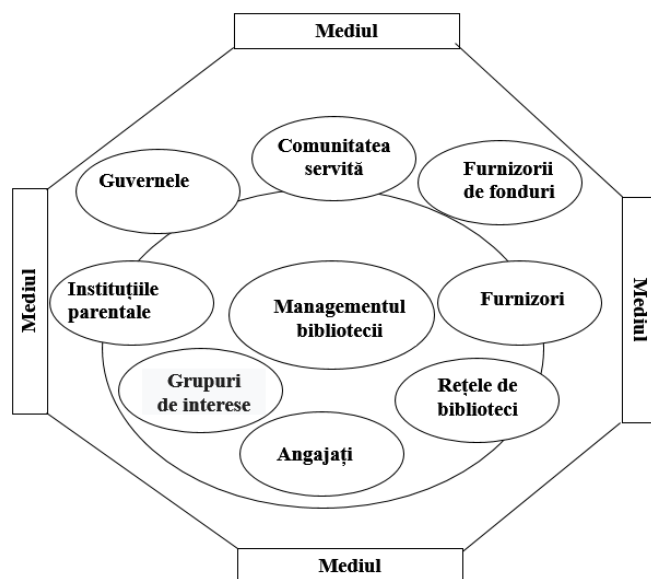 Mediul
Comunitatea
servită
Guvernele
Furnizorii
de fonduri
Mediul
Instituțiile
parentale
Managementul
bibliotecii
Furnizori
Mediul
Grupuri
de interese
Rețele de
biblioteci
Angajați
Mediul